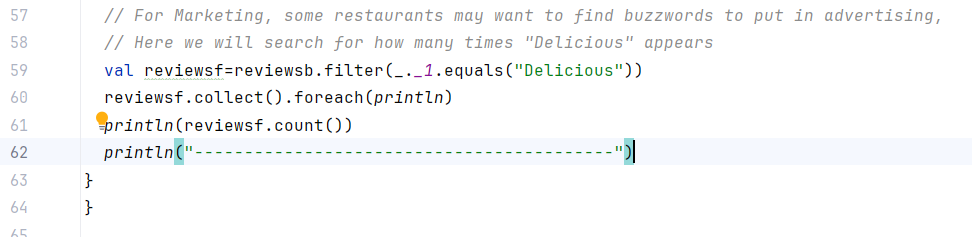 57 // For Marketing, some restaurants may want to find buzzwords to put in advertising,
58 // Here we will search for how many times "Delicious" appears
59 val reviewsf=reviewsb.filter(_._1.equals("Delicious"))
60 reviewsf.collect().foreach(println)
61 println(reviewsf.count())
62 println("------------------------------------------")
63 }
64 }
65